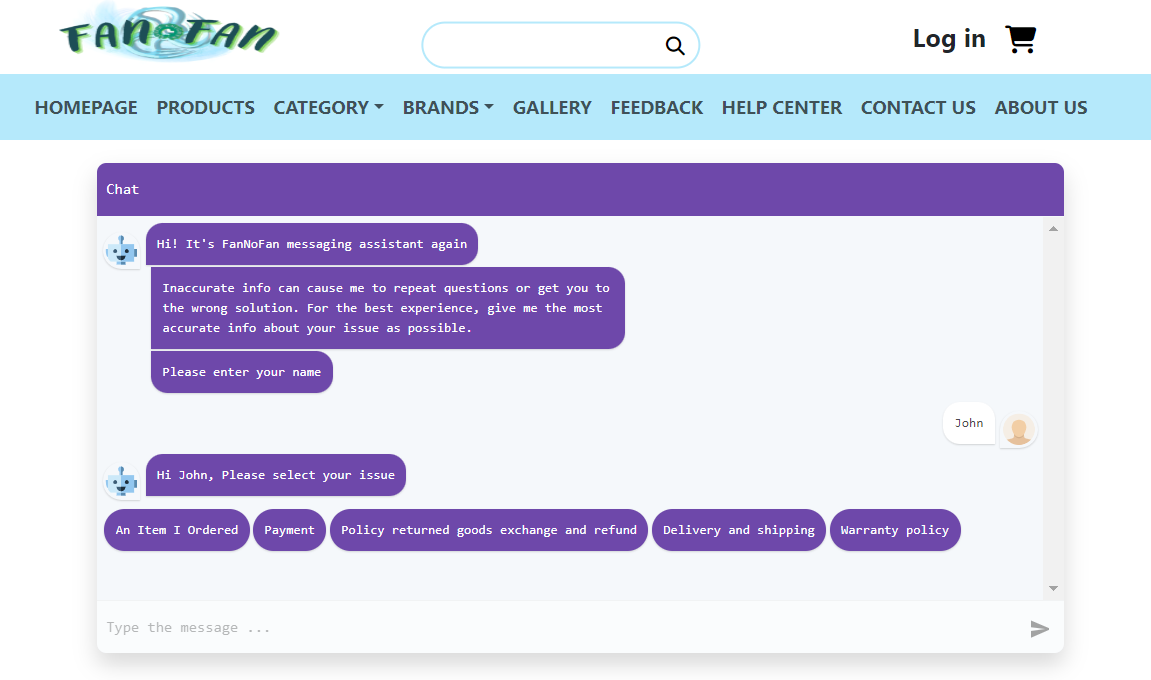 FANOFAN
Log in
HOMEPAGE PRODUCTS CATEGORY BRANDS GALLERY FEEDBACK HELP CENTER CONTACT US ABOUT US
Chat
Hi! It's FanNoFan messaging assistant again
Inaccurate info can cause me to repeat questions or get you to
the wrong solution. For the best experience, give me the most
accurate info about your issue as possible.
Please enter your name
John
Hi John, Please select your issue
An Item I Ordered Payment Policy returned goods exchange and refund Delivery and shipping Warranty policy
Type the message ...